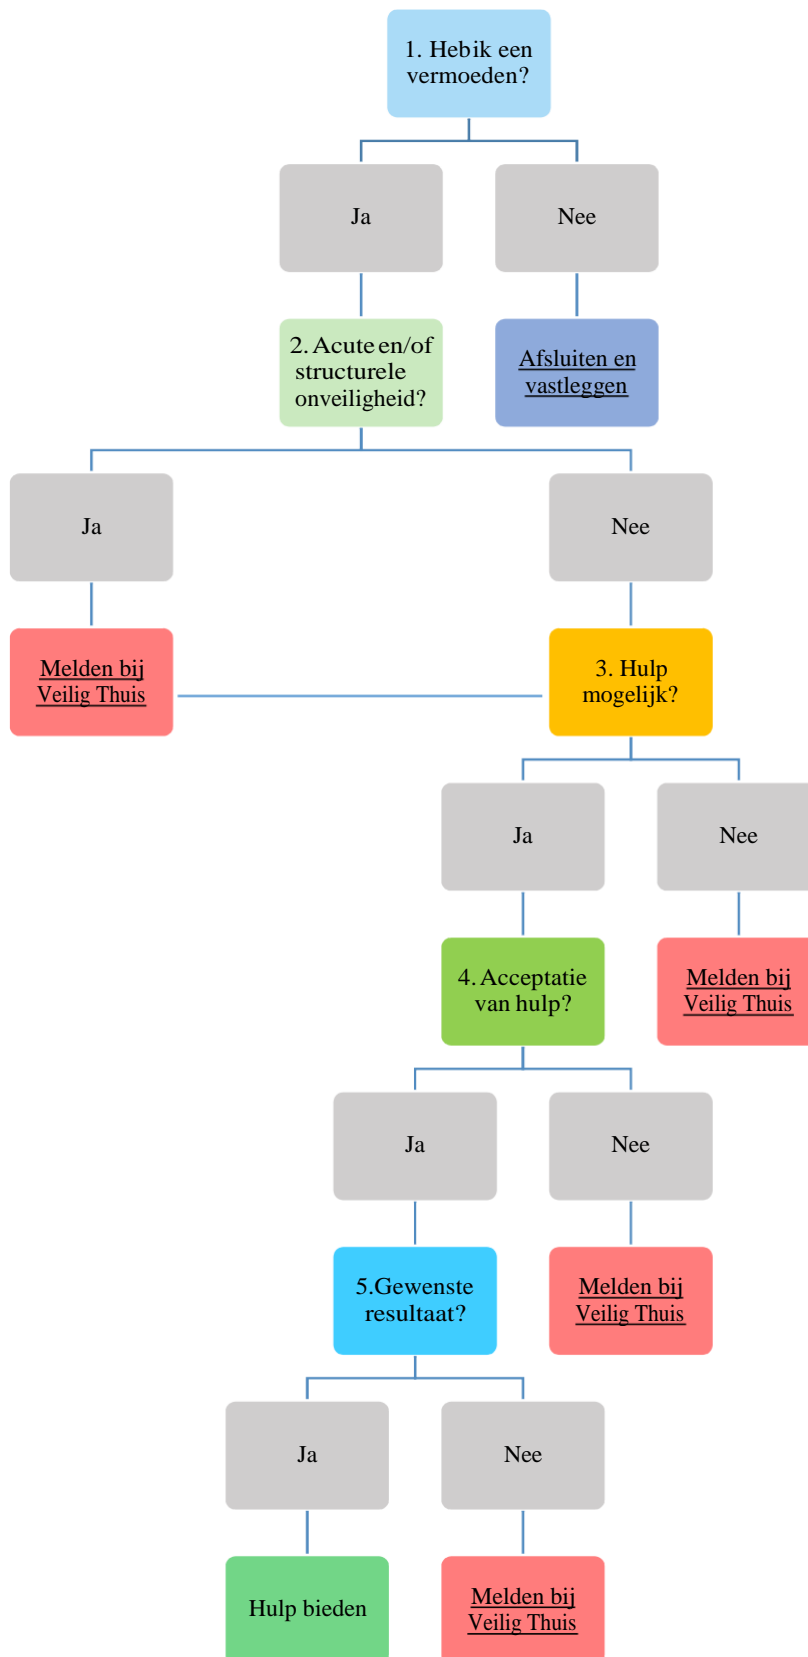 1. Heb ik een
vermoeden?
Ja
Nee
2. Acute en/of
structurele
onveiligheid?
Afsluiten en
vastleggen
Ja
Nee
Melden bij
Veilig Thuis
3. Hulp
mogelijk?
Ja
Nee
4. Acceptatie
van hulp?
Melden bij
Veilig Thuis
Ja
Nee
5.Gewenste
resultaat?
Melden bij
Veilig Thuis
Ja
Nee
Hulp bieden
Melden bij
Veilig Thuis